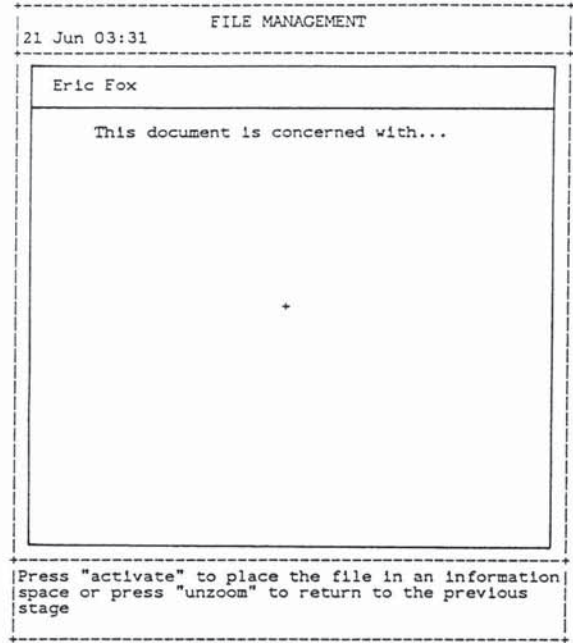 FILE MANAGEMENT
21 Jun 03:31
Eric Fox
This document is concerned with...
+
Press "activate" to place the file in an information
space or press "unzoom" to return to the previous
stage